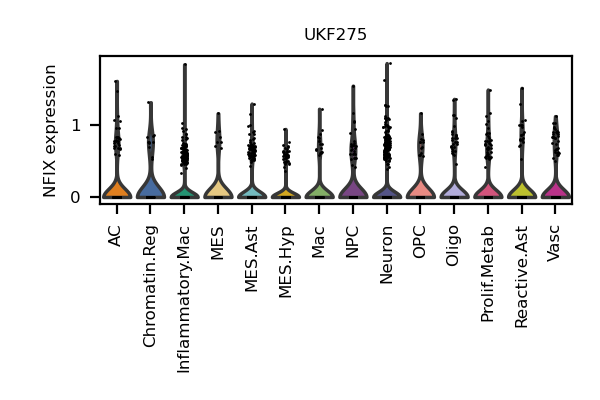 UKF275
NFIX expression
1
0
AC
Chromatin.Reg
Inflammatory.Mac
MES
MES.Ast
MES.Hyp
Mac
NPC
Neuron
OPC
Oligo
Prolif.Metab
Reactive.Ast
Vasc